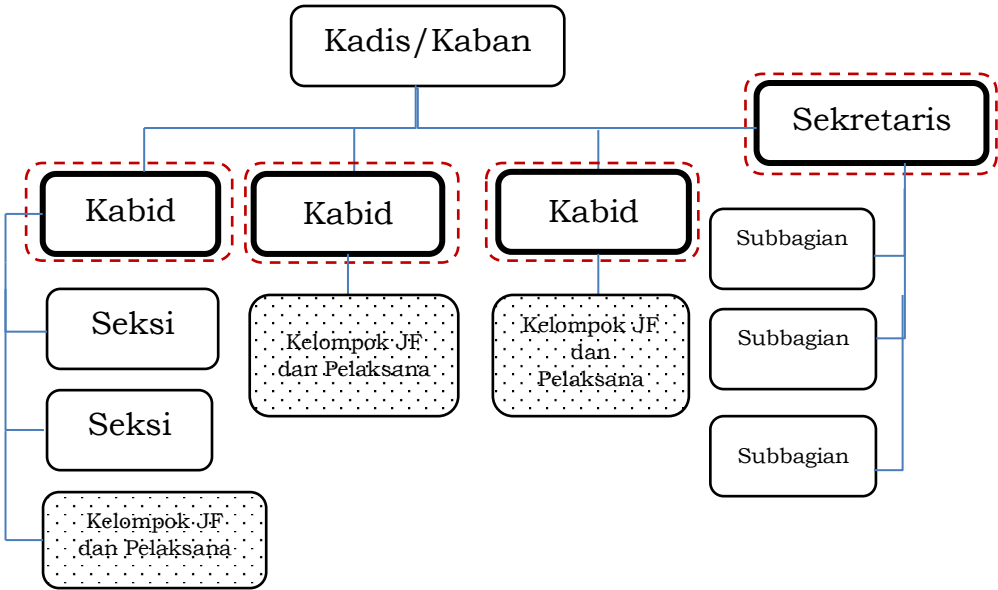 Kadis/Kaban
Sekretaris
Kabid
Kabid
Kabid
Subbagian
Seksi
Kelompok JF
dan Pelaksana
Kelompok JF
dan
Pelaksana
Subbagian
Seksi
Subbagian
Kelompok JF
dan Pelaksana